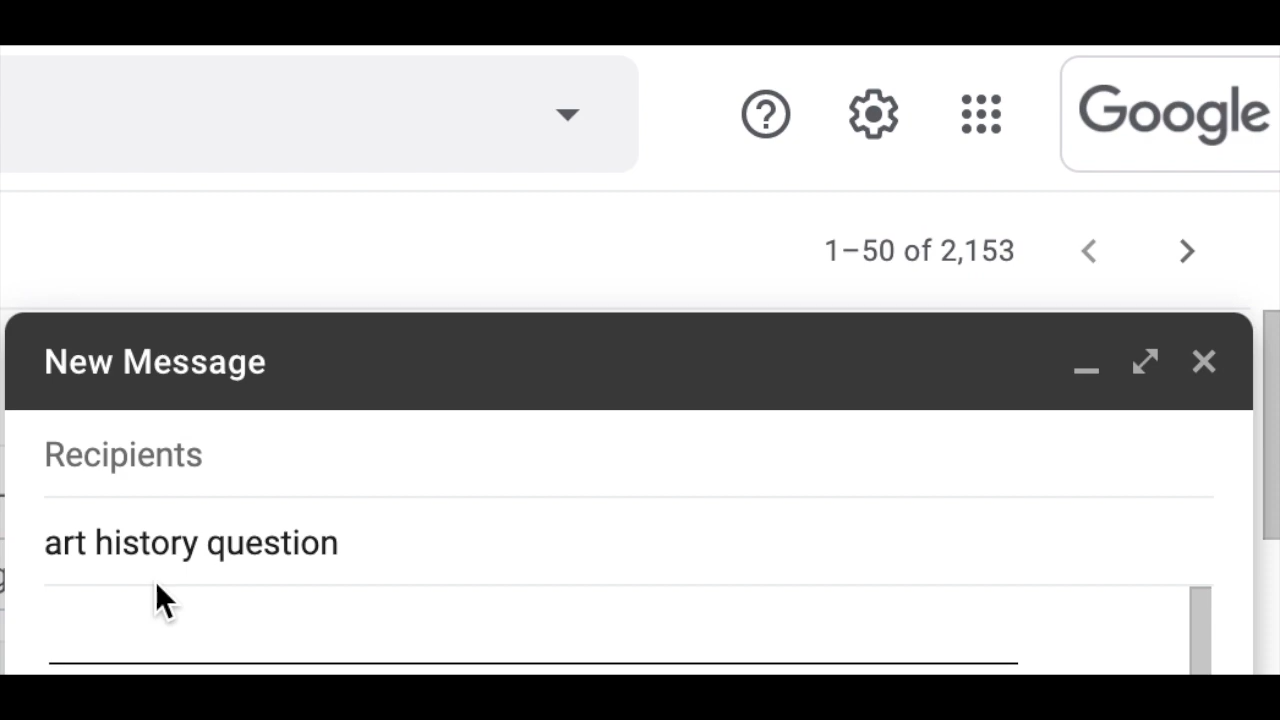 Google
1–50 of 2,153
New Message
Recipients
art history question